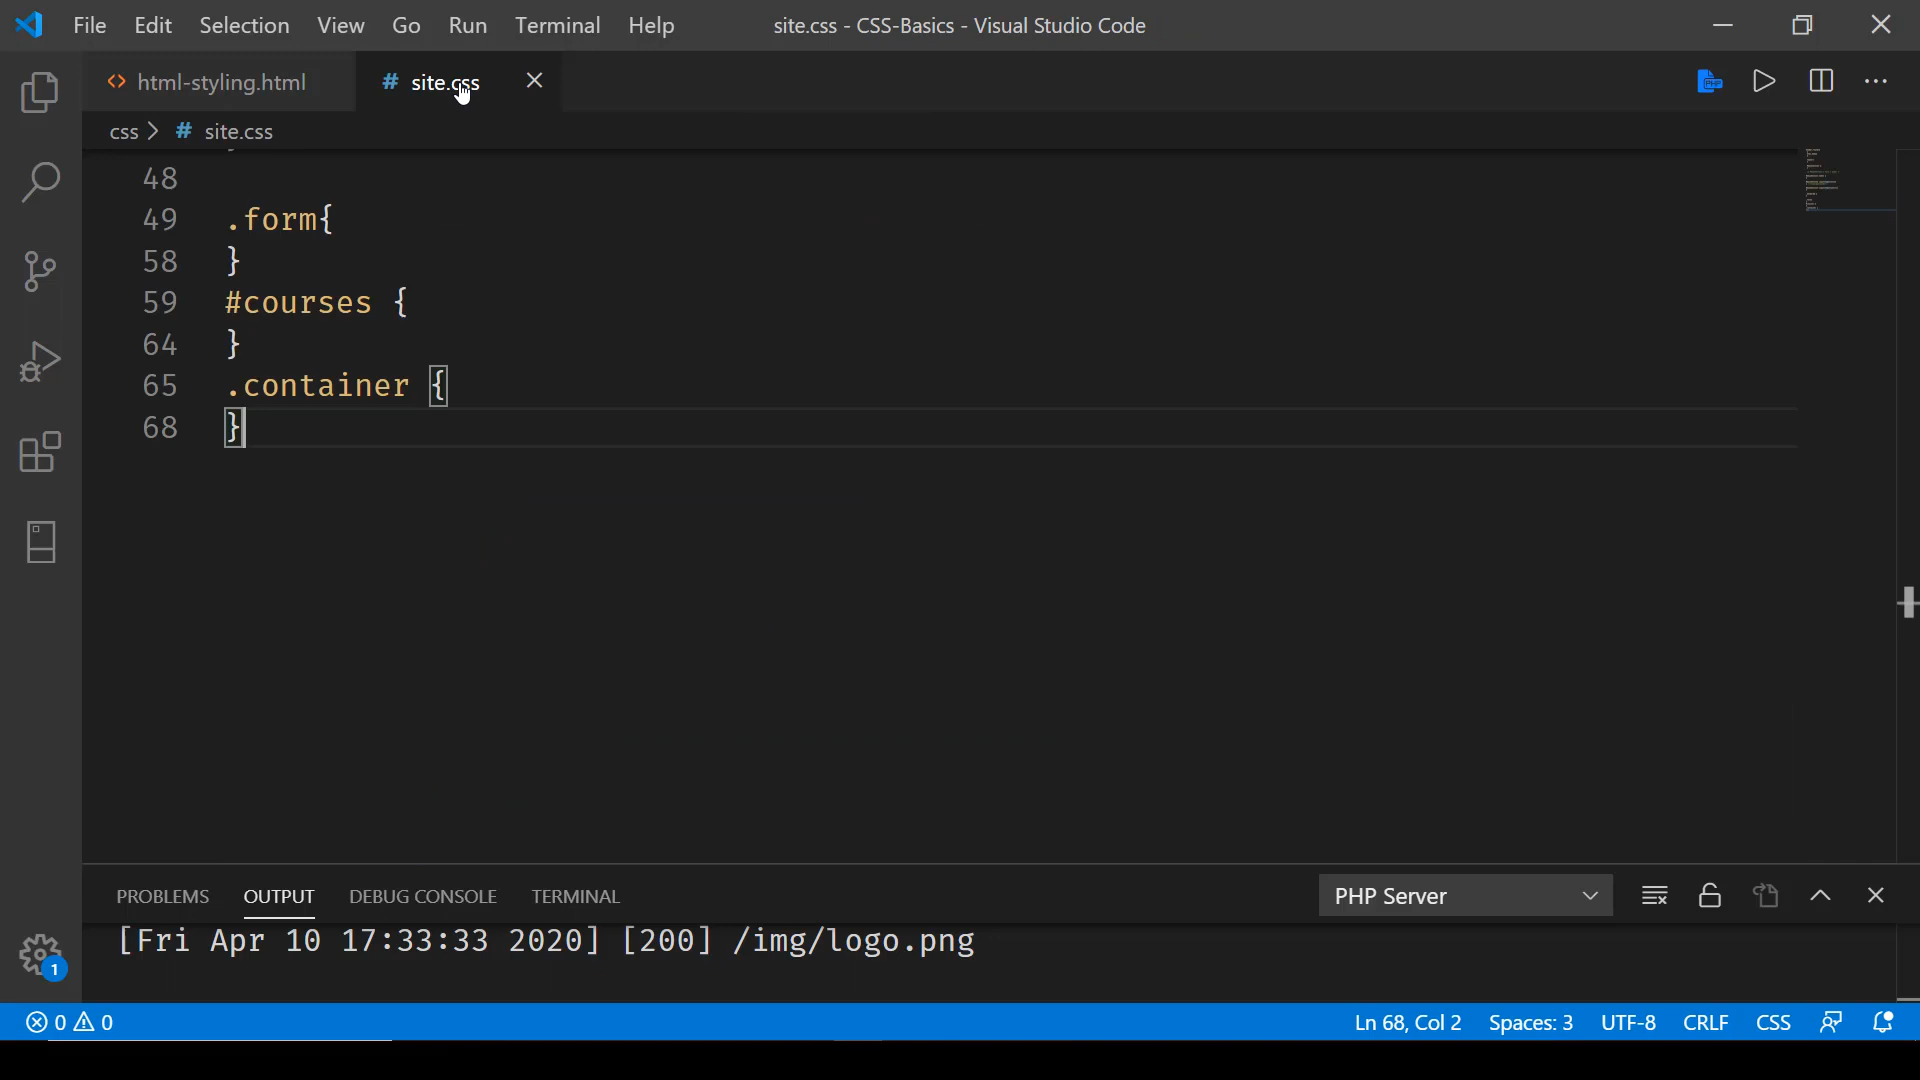 File Edit Selection View Go Run Terminal Help site.css - CSS-Basics - Visual Studio Code
<> html-styling.html # site.css
css > # site.css
48
49 .form{
58 }
59 #courses {
64 }
65 .container {
68 }
PROBLEMS OUTPUT DEBUG CONSOLE TERMINAL PHP Server
[Fri Apr 10 17:33:33 2020] [200] /img/logo.png
1
0 0 Ln 68, Col 2 Spaces: 3 UTF-8 CRLF CSS